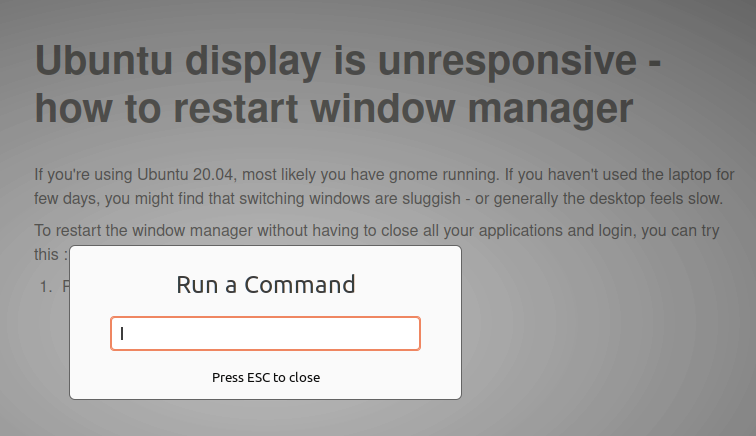 Ubuntu display is unresponsive -
how to restart window manager
If you're using Ubuntu 20.04, most likely you have gnome running. If you haven't used the laptop for
few days, you might find that switching windows are sluggish - or generally the desktop feels slow.
To restart the window manager without having to close all your applications and login, you can try
this :
1.
Run a Command
Press ESC to close